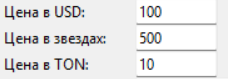 Цена в USD: 100
Цена в звездах: 500
Цена в TON: 10